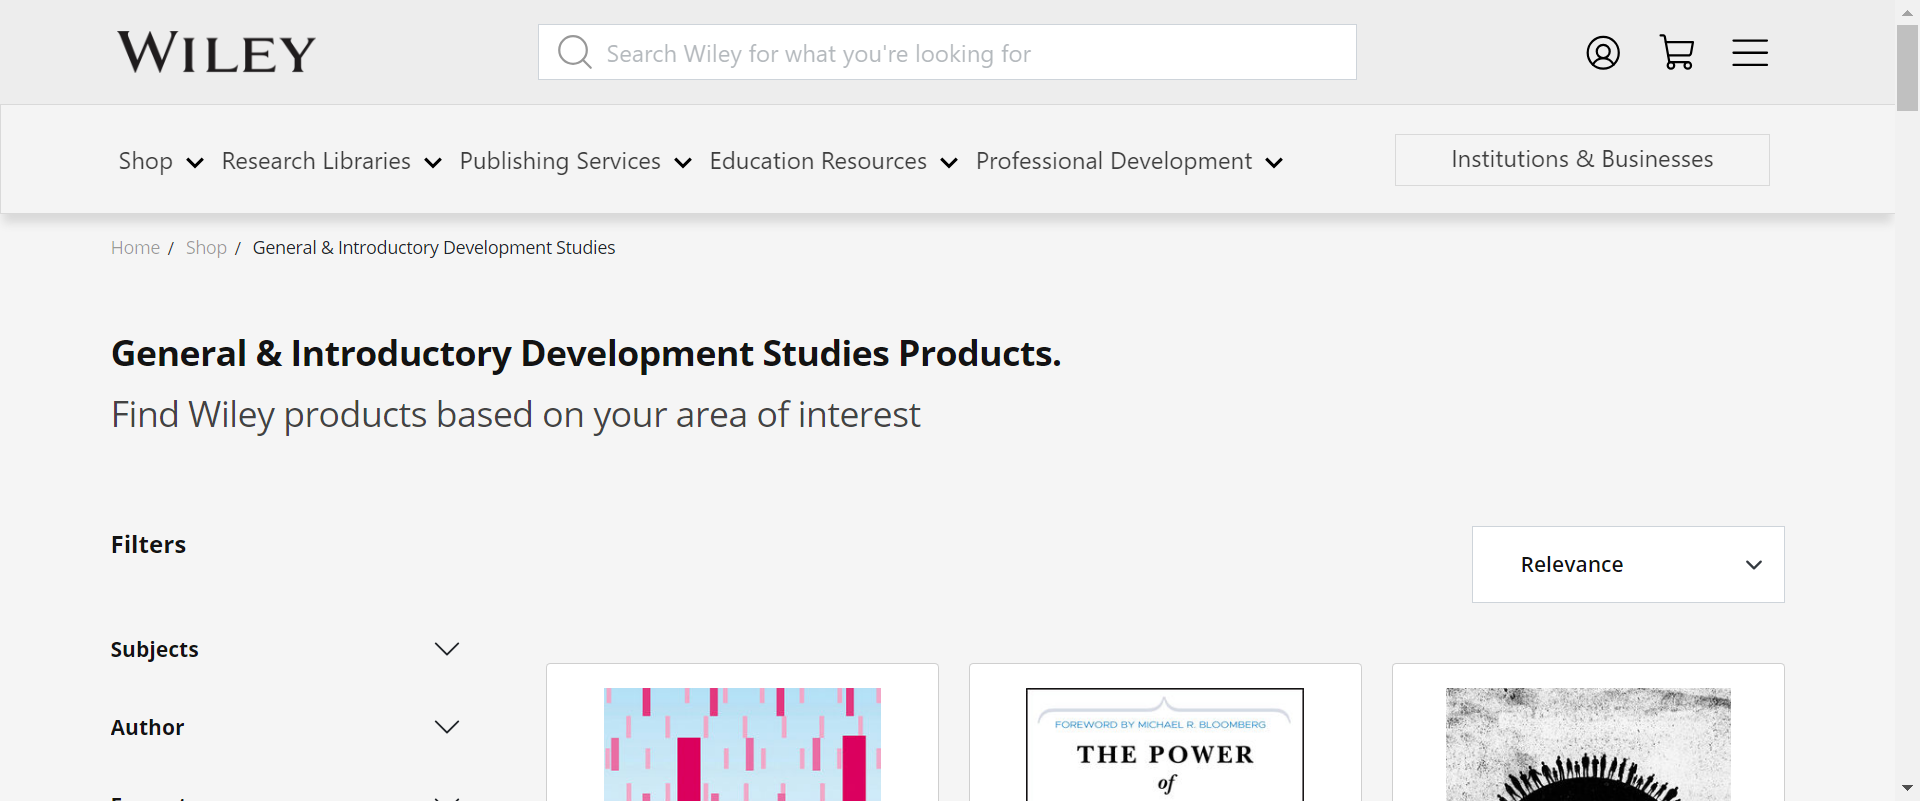 WILEY
Search Wiley for what you're looking for
Shop
Research Libraries
Publishing Services
Education Resources
Professional Development
Institutions & Businesses
Home / Shop / General & Introductory Development Studies
General & Introductory Development Studies Products.
Find Wiley products based on your area of interest
Filters
Relevance
Subjects
Author
FOREWORD BY MICHAEL R. BLOOMBERG
THE POWER
of